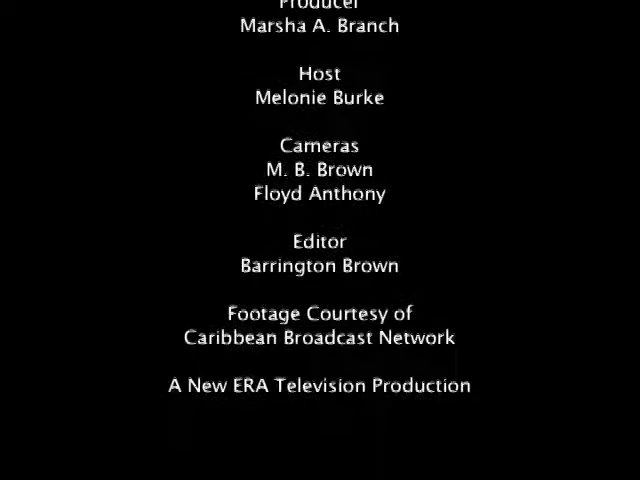 Producer
Marsha A. Branch
Host
Melonie Burke
Cameras
M. B. Brown
Floyd Anthony
Editor
Barrington Brown
Footage Courtesy of
Caribbean Broadcast Network
A New ERA Television Production